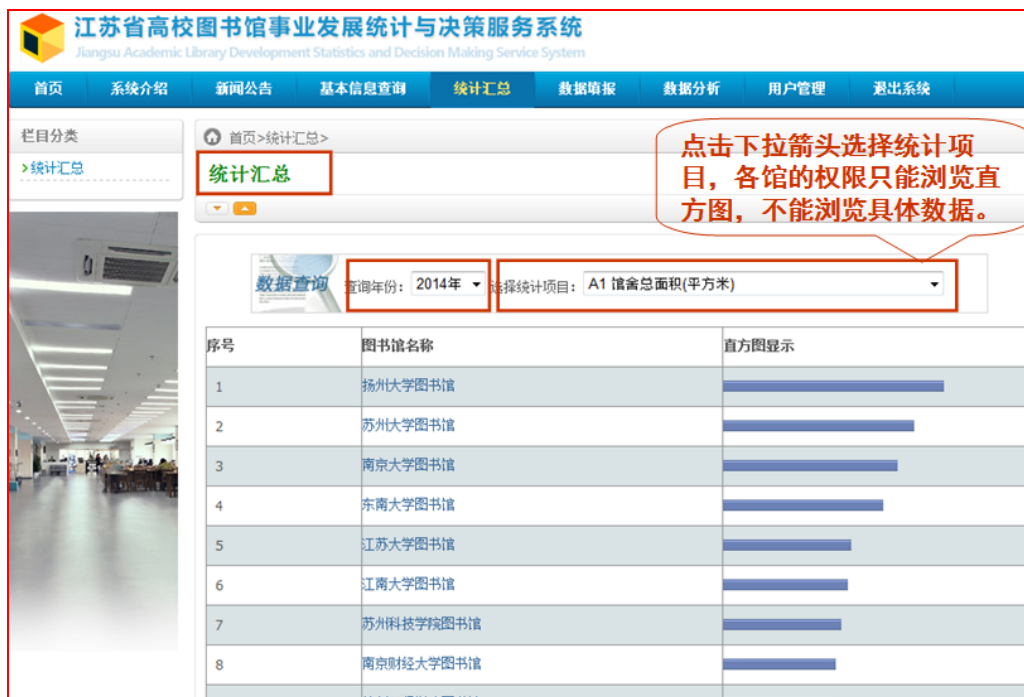 江苏省高校图书馆事业发展统计与决策服务系统
Jiangsu Academic Library Development Statistics and Decision Making Service System
首页 系统介绍 新闻公告 基本信息查询 统计汇总 数据填报 数据分析 用户管理 退出系统
栏目分类
>统计汇总
首页>统计汇总>
统计汇总
点击下拉箭头选择统计项
目，各馆的权限只能浏览直
方图，不能浏览具体数据。
数据查询 查询年份： 2014年 选择统计项目： A1 馆舍总面积(平方米)
序号 图书馆名称 直方图显示
1 扬州大学图书馆
2 苏州大学图书馆
3 南京大学图书馆
4 东南大学图书馆
5 江苏大学图书馆
6 江南大学图书馆
7 苏州科技学院图书馆
8 南京财经大学图书馆